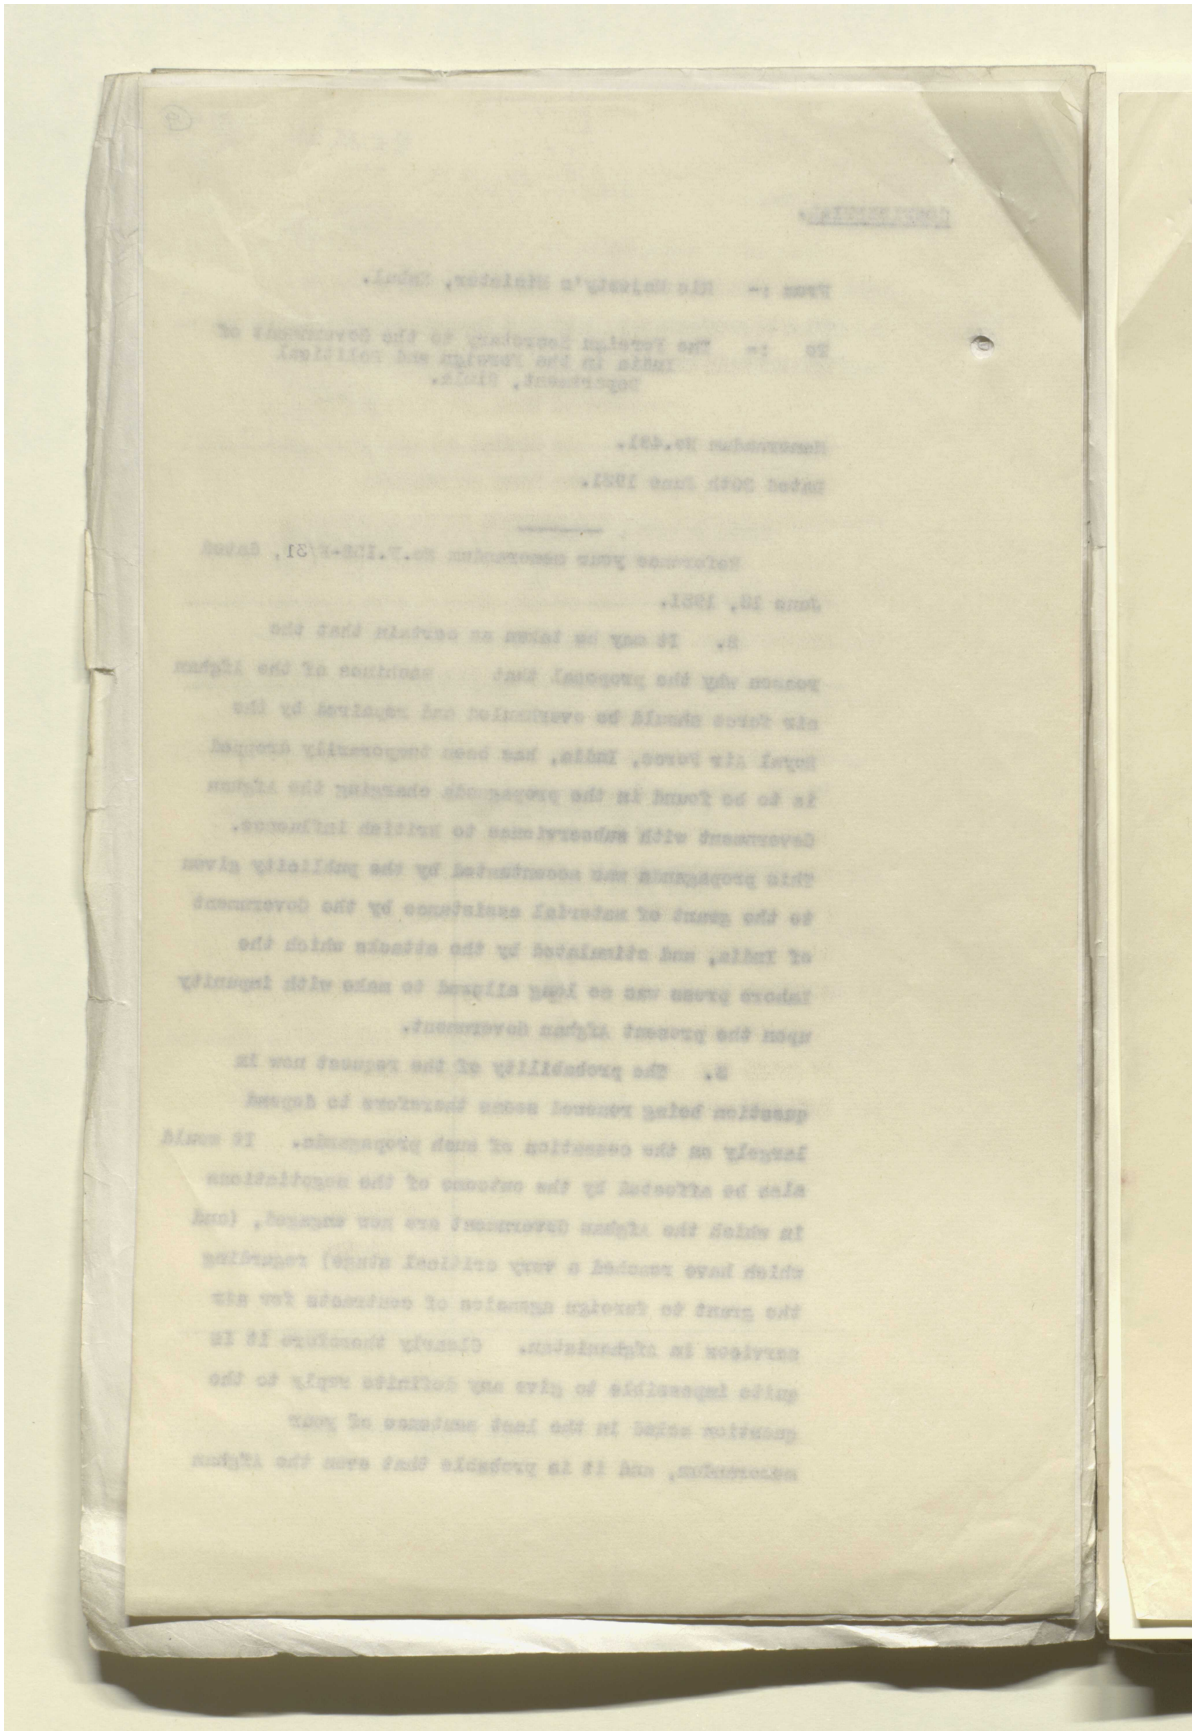 CONFIDENTIAL.
From :- His Majesty's Minister, Kabul.
To :- The Foreign Secretary to the Government of
India in the Foreign and Political
Department, Simla.
Memorandum No.491.
Dated 30th June 1931.
Reference your memorandum dated
June 18, 1931.
2. It may be taken as certain that the
reason why the proposal that machines of the Afghan
air force should be overhauled and repaired by the
Royal Air Force, India, has been temporarily dropped
is to be found in the propaganda charging the Afghan
Government with subservience to British influence.
This propaganda was accentuated by the publicity given
to the grant of material assistance by the Government
of India, and stimulated by the attacks which the
Lahore press was so long allowed to make with impunity
upon the present Afghan Government.
3. The probability of the request now in
question being renewed seems therefore to depend
largely on the cessation of such propaganda. It would
also be affected by the outcome of the negotiations
in which the Afghan Government are now engaged, (and
which have reached a very critical stage) regarding
the grant to foreign agencies of contracts for air
services in Afghanistan. Clearly therefore it is
quite impossible to give any definite reply to the
question asked in the last sentence of your
memorandum, and it is probable that even the Afghan